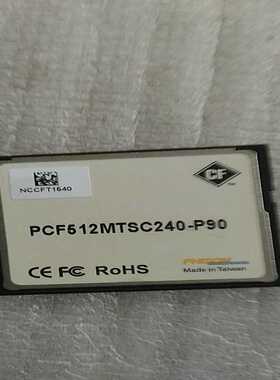 NCCFT1640
CF
PCF512MTSC240-P90
CE FC RoHS
Made in Taiwan